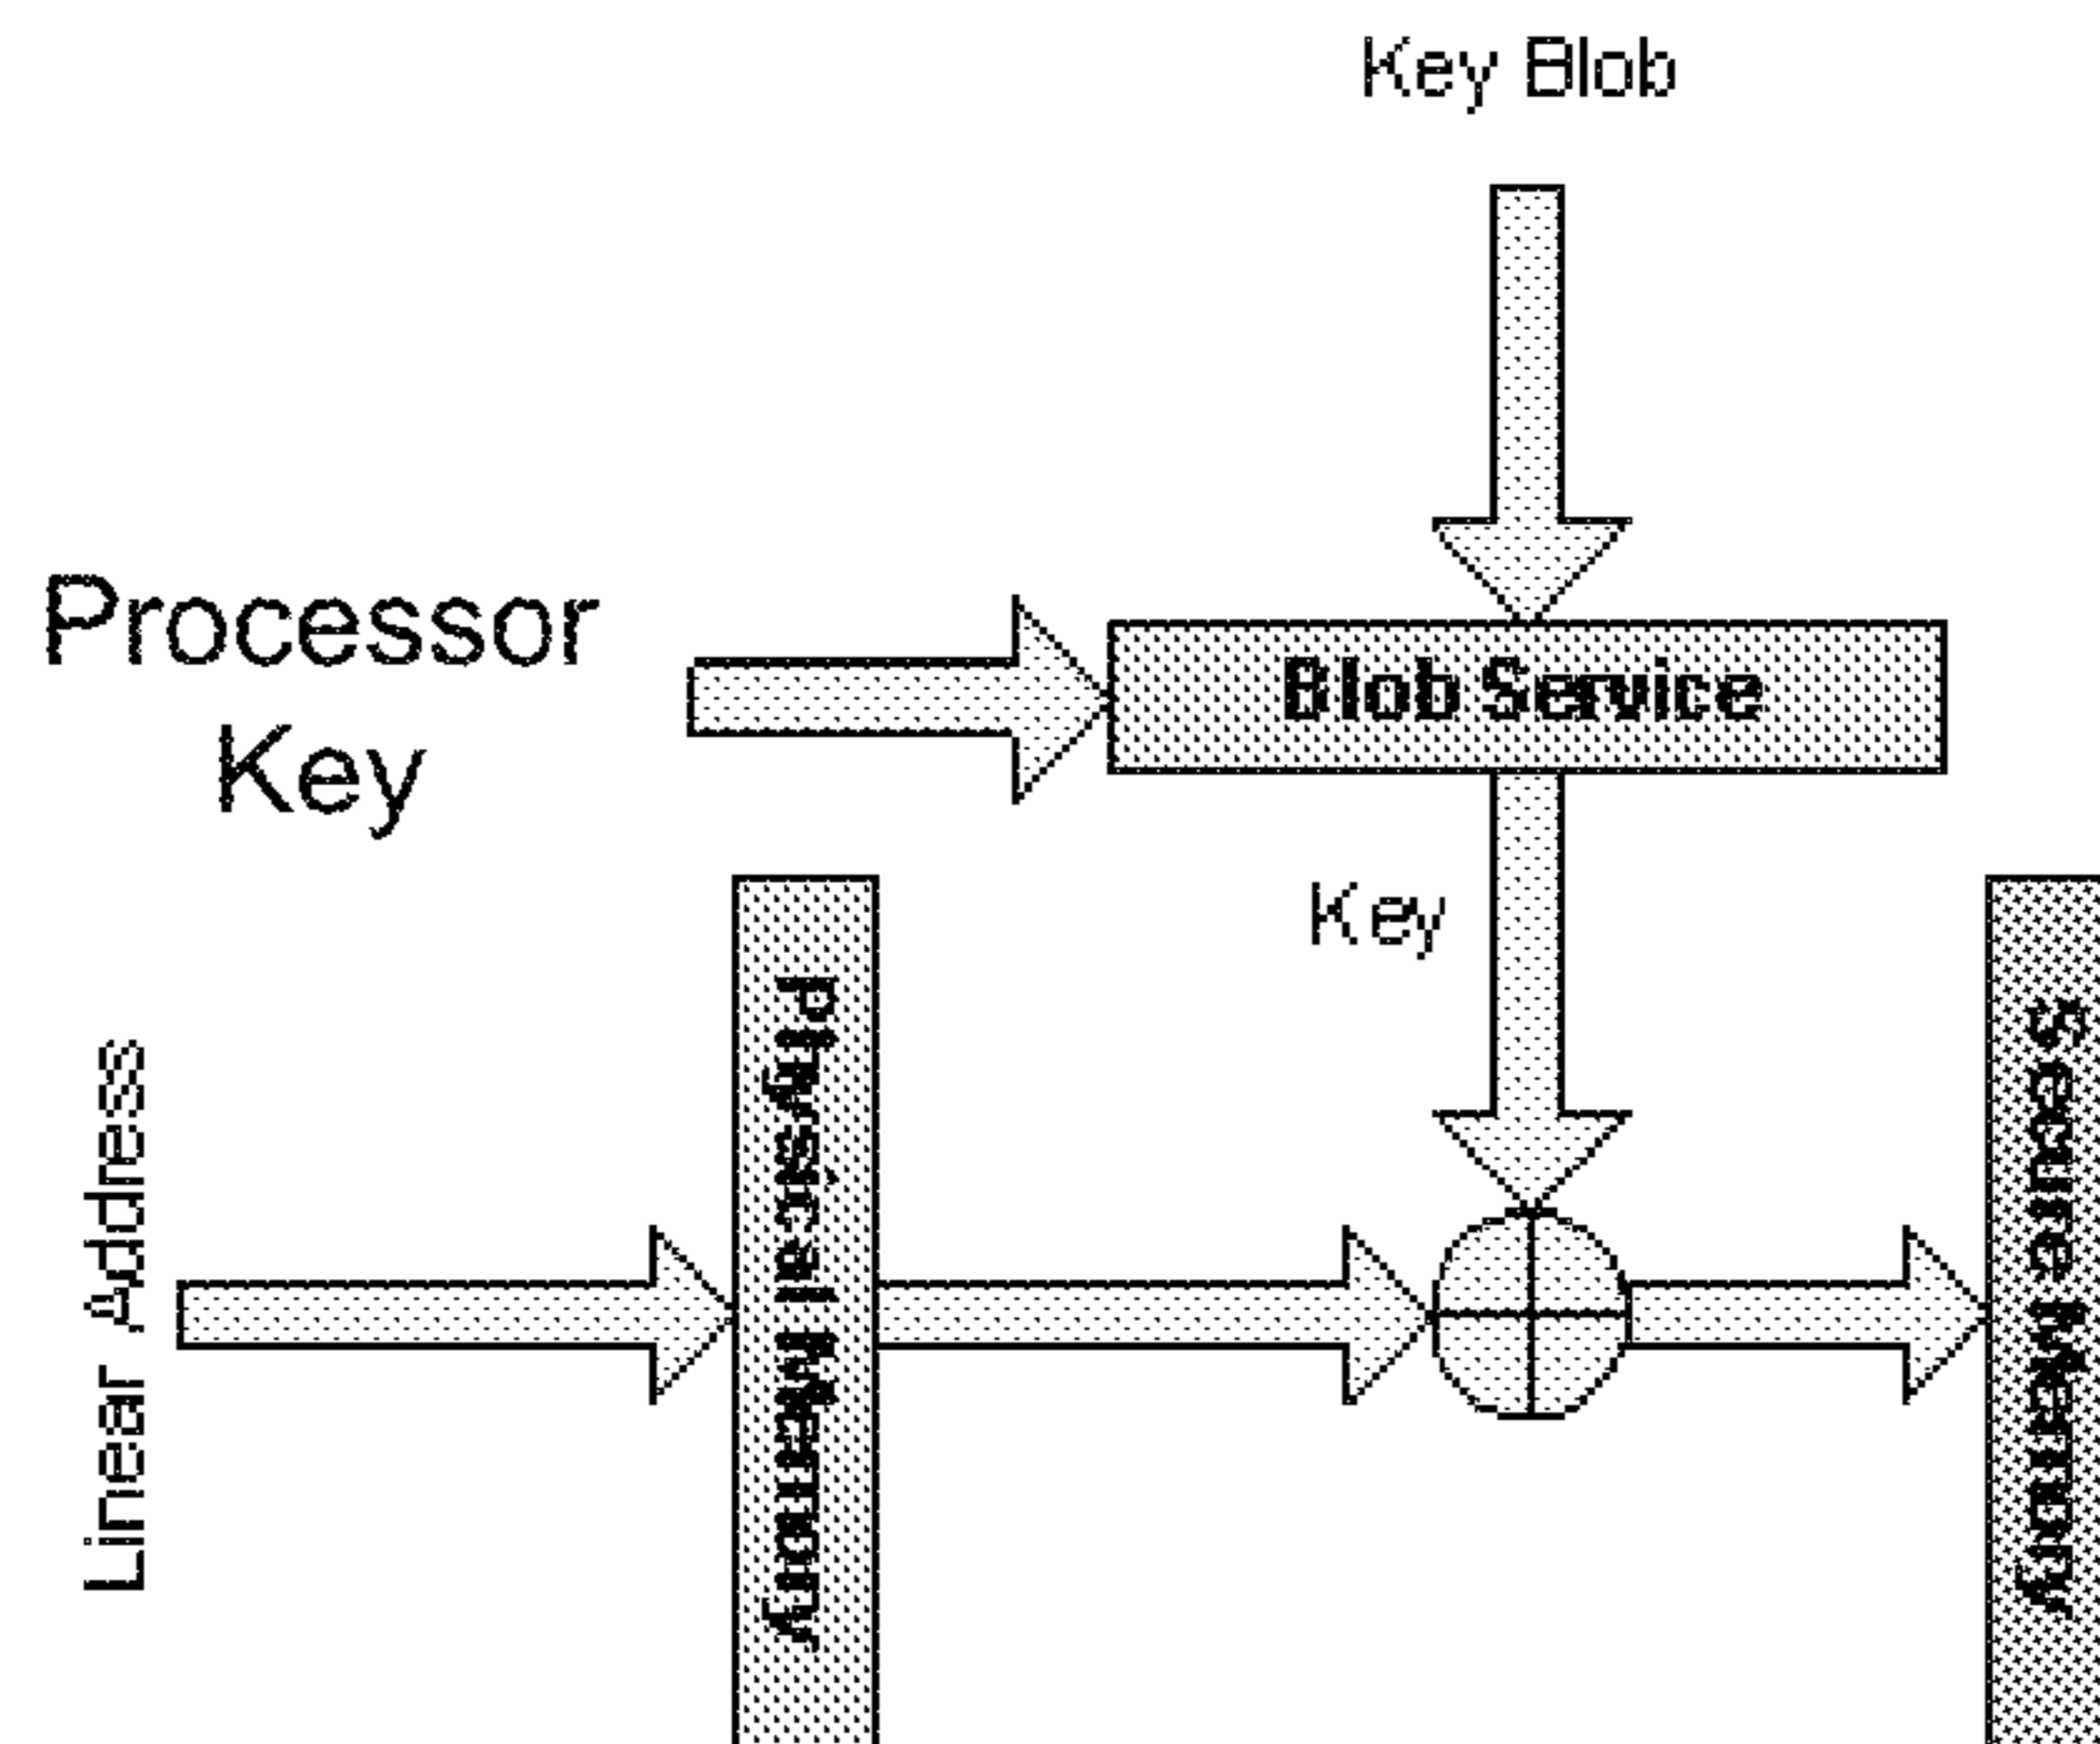 Key Blob
Processor
Key
Blob Service
Key
Linear Address
Physical Memory
Secure Memory